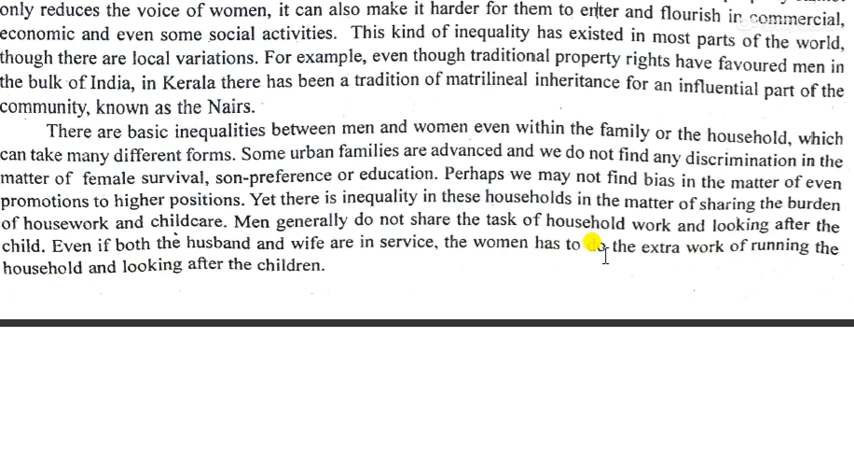 only reduces the voice of women, it can also make it harder for them to enter and flourish in commercial,
economic and even some social activities. This kind of inequality has existed in most parts of the world,
though there are local variations. For example, even though traditional property rights have favoured men in
the bulk of India, in Kerala there has been a tradition of matrilineal inheritance for an influential part of the
community, known as the Nairs.
There are basic inequalities between men and women even within the family or the household, which
can take many different forms. Some urban families are advanced and we do not find any discrimination in the
matter of female survival, son-preference or education. Perhaps we may not find bias in the matter of even
promotions to higher positions. Yet there is inequality in these households in the matter of sharing the burden
of housework and childcare. Men generally do not share the task of household work and looking after the
child. Even if both the husband and wife are in service, the women has to do the extra work of running the
household and looking after the children.